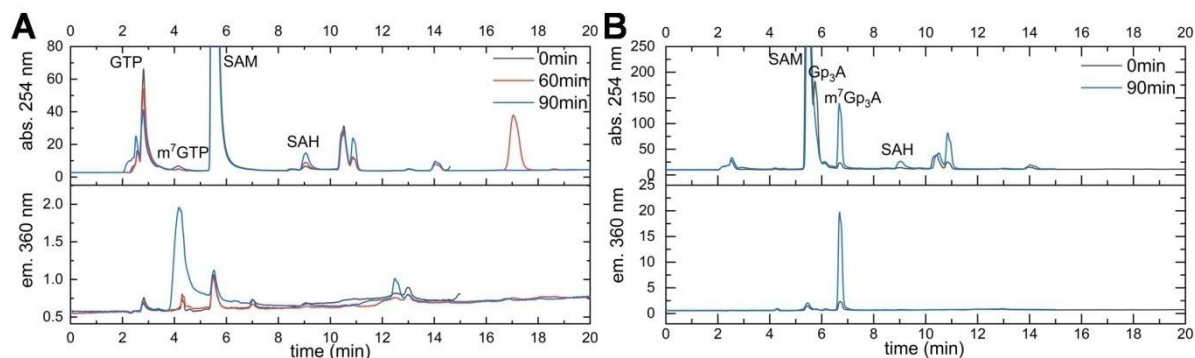 A
0 2 4 6 8 10 12 14 16 18 20
80
60
40
20
0
abs. 254 nm
GTP
m⁷GTP
SAM
SAH
0min
60min
90min
2.0
1.5
1.0
0.5
em. 360 nm
0 2 4 6 8 10 12 14 16 18 20
time (min)
B
0 2 4 6 8 10 12 14 16 18 20
250
200
150
100
50
0
abs. 254 nm
SAM
Gp₃A
m⁷Gp₃A
SAH
0min
90min
25
20
15
10
5
0
em. 360 nm
0 2 4 6 8 10 12 14 16 18 20
time (min)